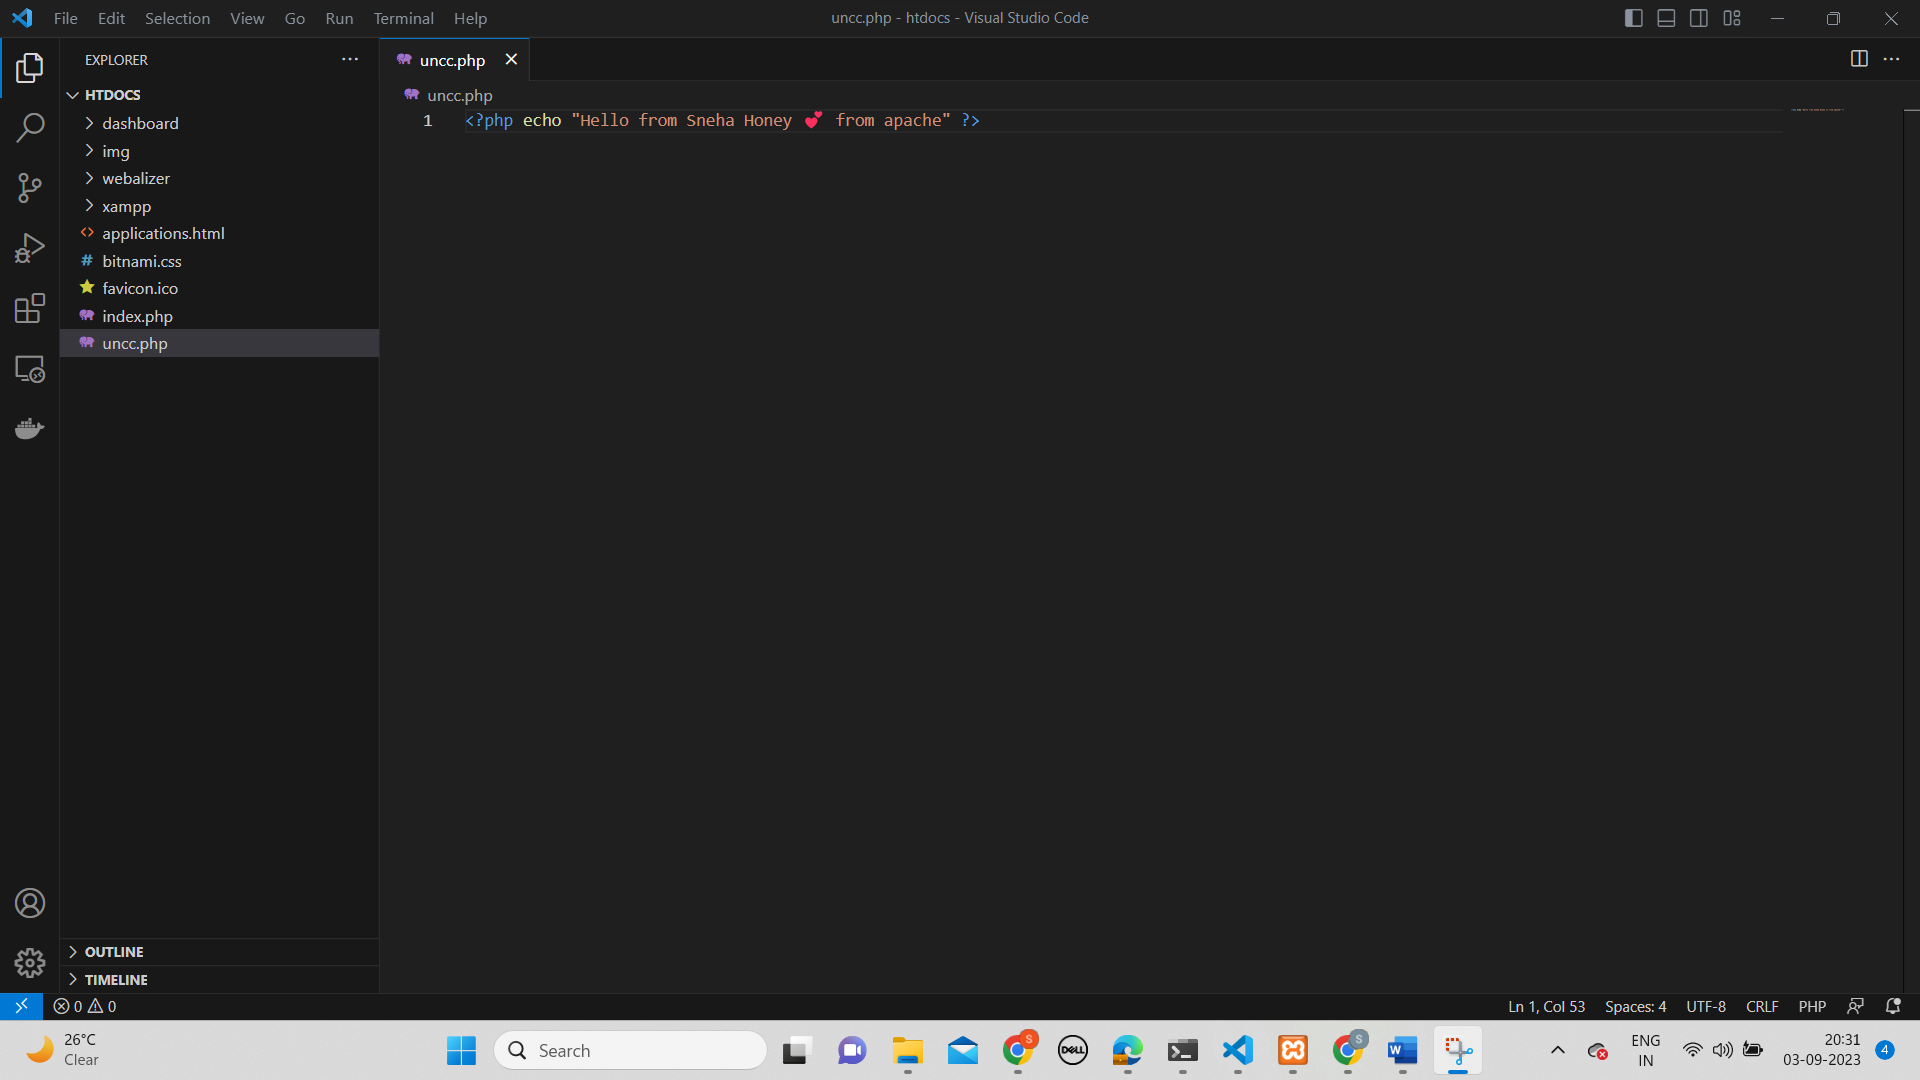 File Edit Selection View Go Run Terminal Help
uncc.php - htdocs - Visual Studio Code
EXPLORER
HTDOCS
dashboard
img
webalizer
xampp
applications.html
bitnami.css
favicon.ico
index.php
uncc.php
OUTLINE
TIMELINE
uncc.php
uncc.php
1 <?php echo "Hello from Sneha Honey 💕 from apache" ?>
0 0
Ln 1, Col 53 Spaces: 4 UTF-8 CRLF PHP
26°C
Clear
Search
S
DELL
S
W
ENG
IN
20:31
03-09-2023
4